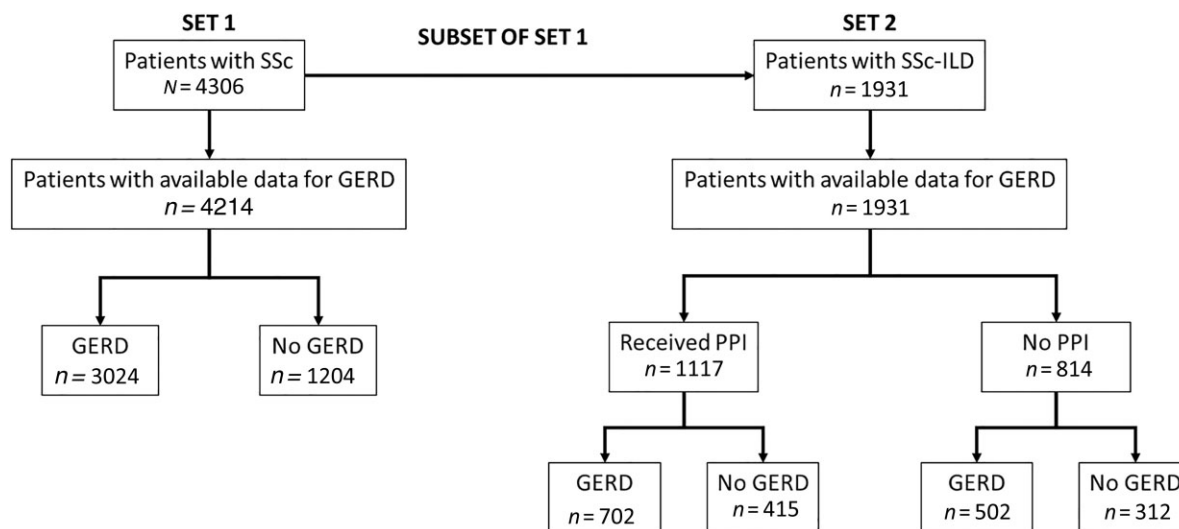 SET 1
SUBSET OF SET 1
SET 2
Patients with SSc
N = 4306
Patients with SSc-ILD
n = 1931
Patients with available data for GERD
n = 4214
Patients with available data for GERD
n = 1931
GERD
n = 3024
No GERD
n = 1204
Received PPI
n = 1117
No PPI
n = 814
GERD
n = 702
No GERD
n = 415
GERD
n = 502
No GERD
n = 312